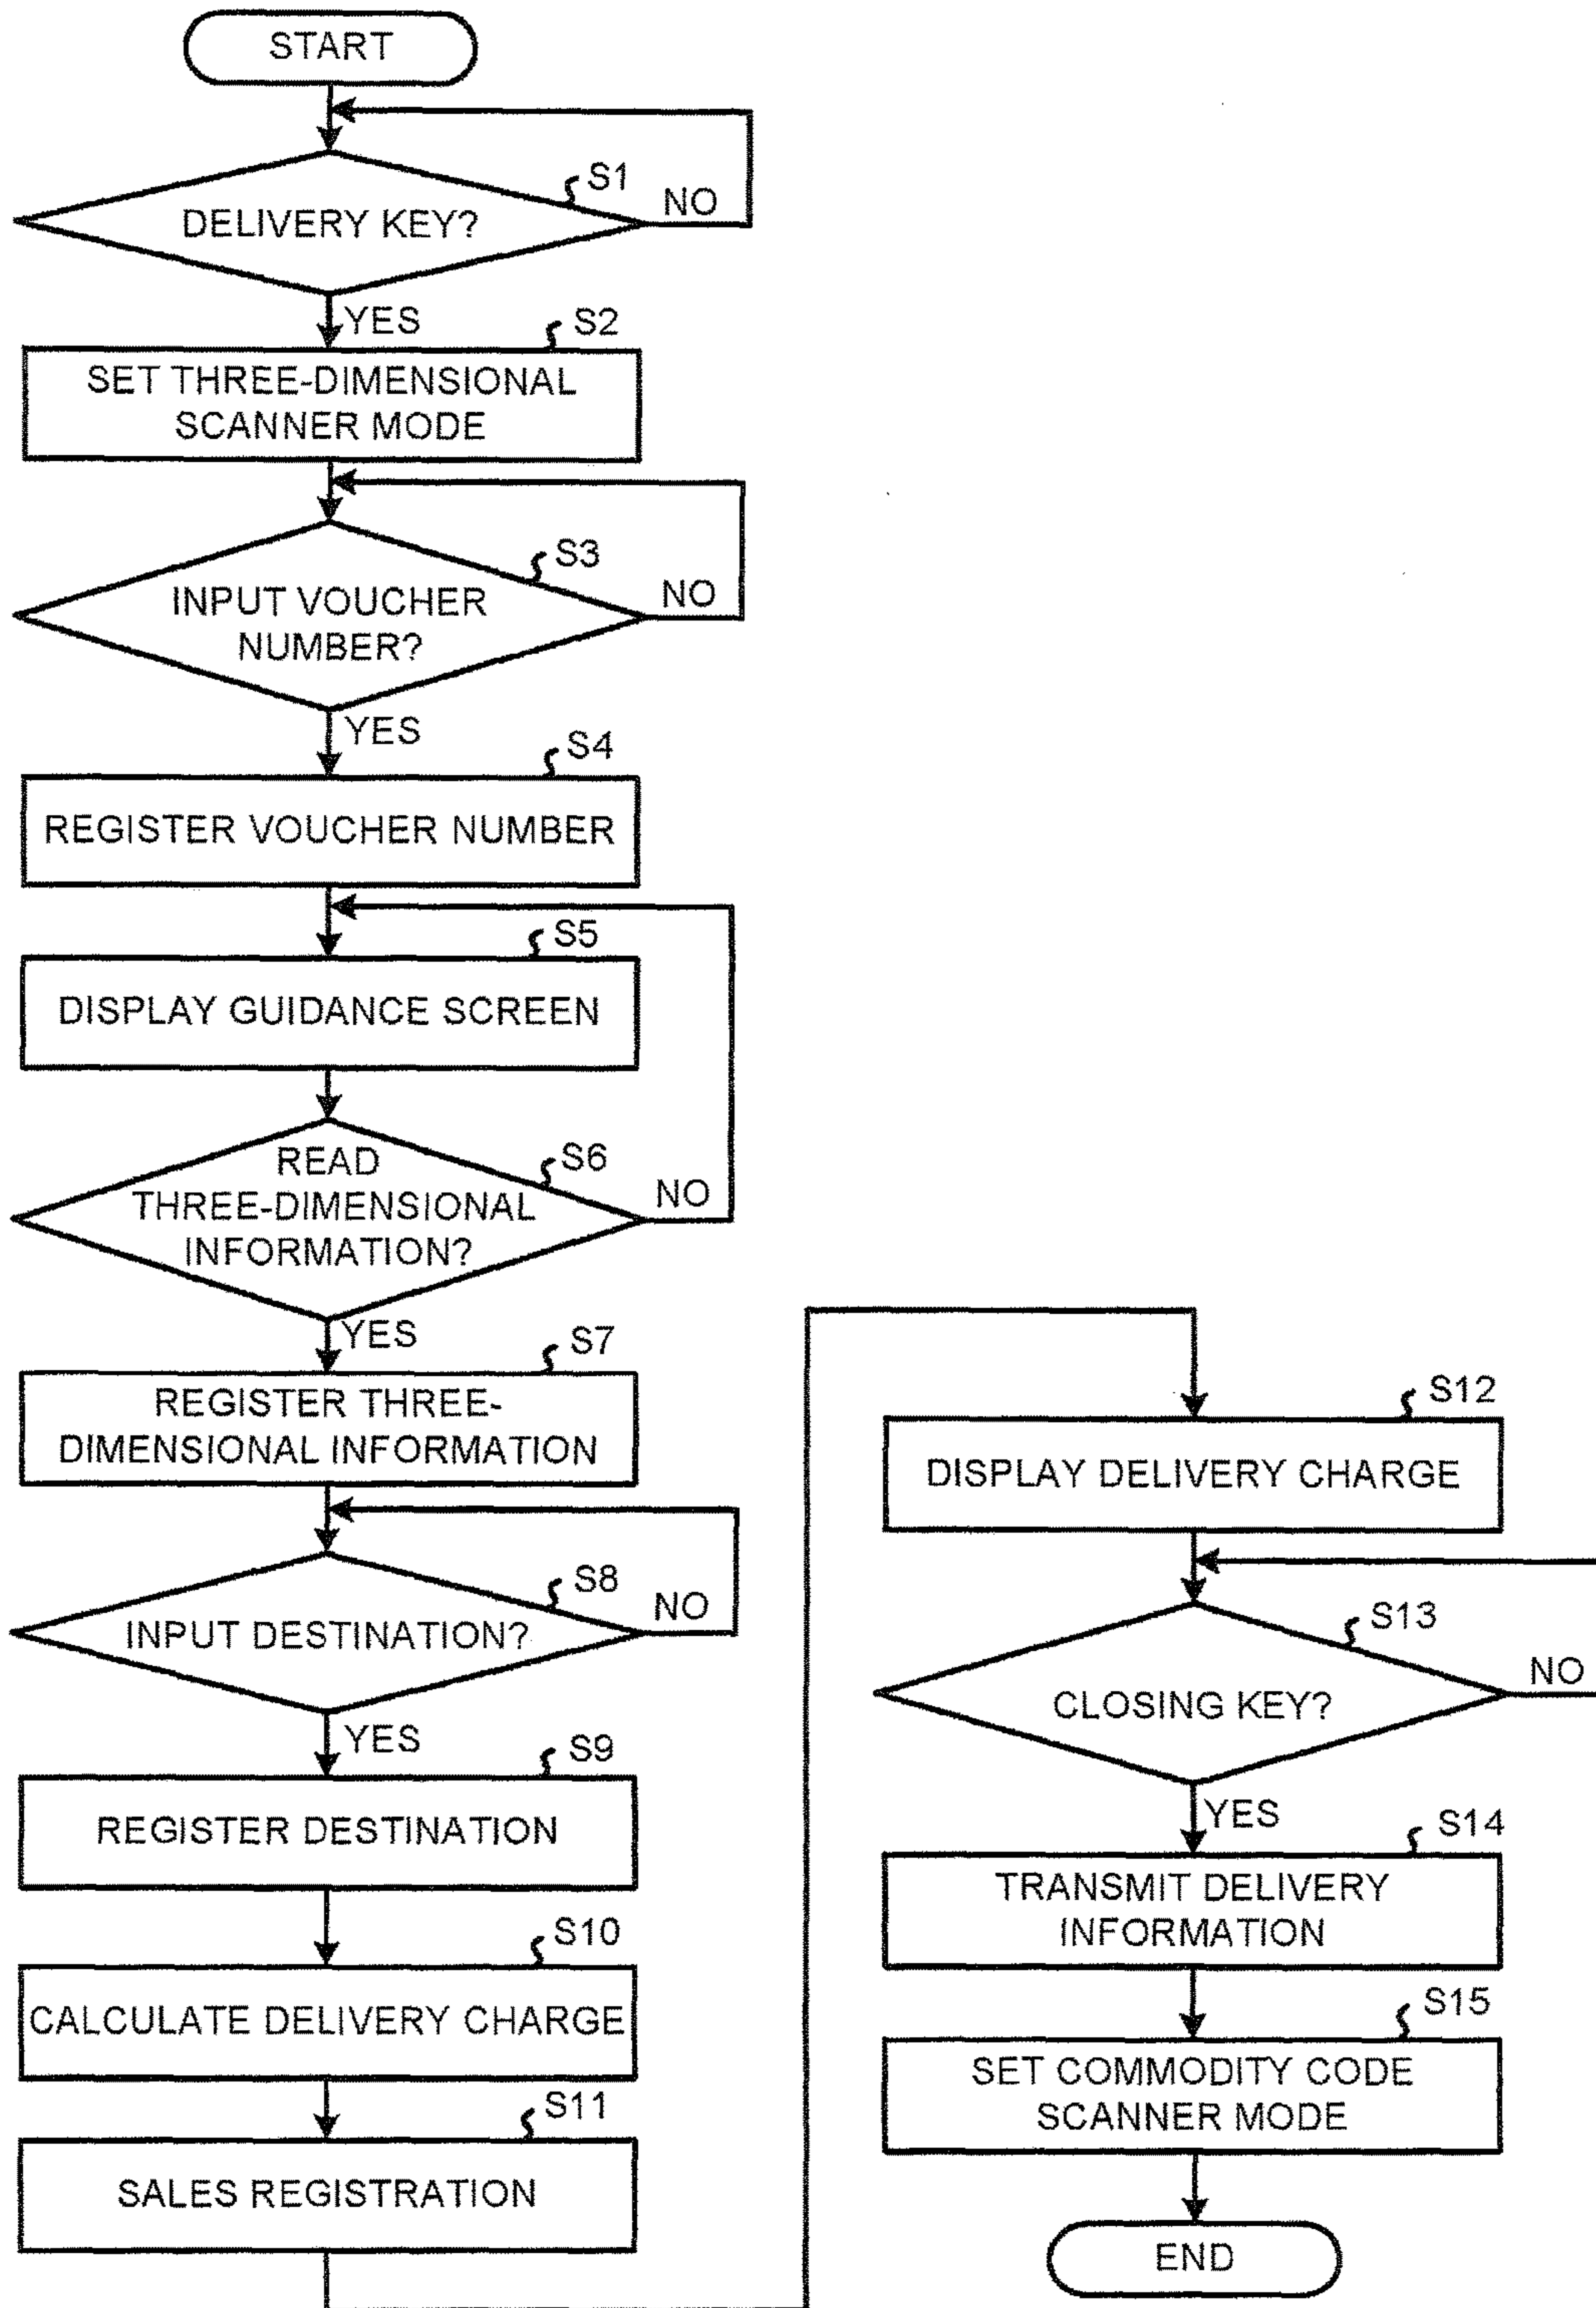 START
S1
DELIVERY KEY?
NO
YES
S2
SET THREE-DIMENSIONAL
SCANNER MODE
S3
INPUT VOUCHER
NUMBER?
NO
YES
S4
REGISTER VOUCHER NUMBER
S5
DISPLAY GUIDANCE SCREEN
S6
READ
THREE-DIMENSIONAL
INFORMATION?
NO
YES
S7
REGISTER THREE-
DIMENSIONAL INFORMATION
S8
INPUT DESTINATION?
NO
YES
S9
REGISTER DESTINATION
S10
CALCULATE DELIVERY CHARGE
S11
SALES REGISTRATION
S12
DISPLAY DELIVERY CHARGE
S13
CLOSING KEY?
NO
YES
S14
TRANSMIT DELIVERY
INFORMATION
S15
SET COMMODITY CODE
SCANNER MODE
END